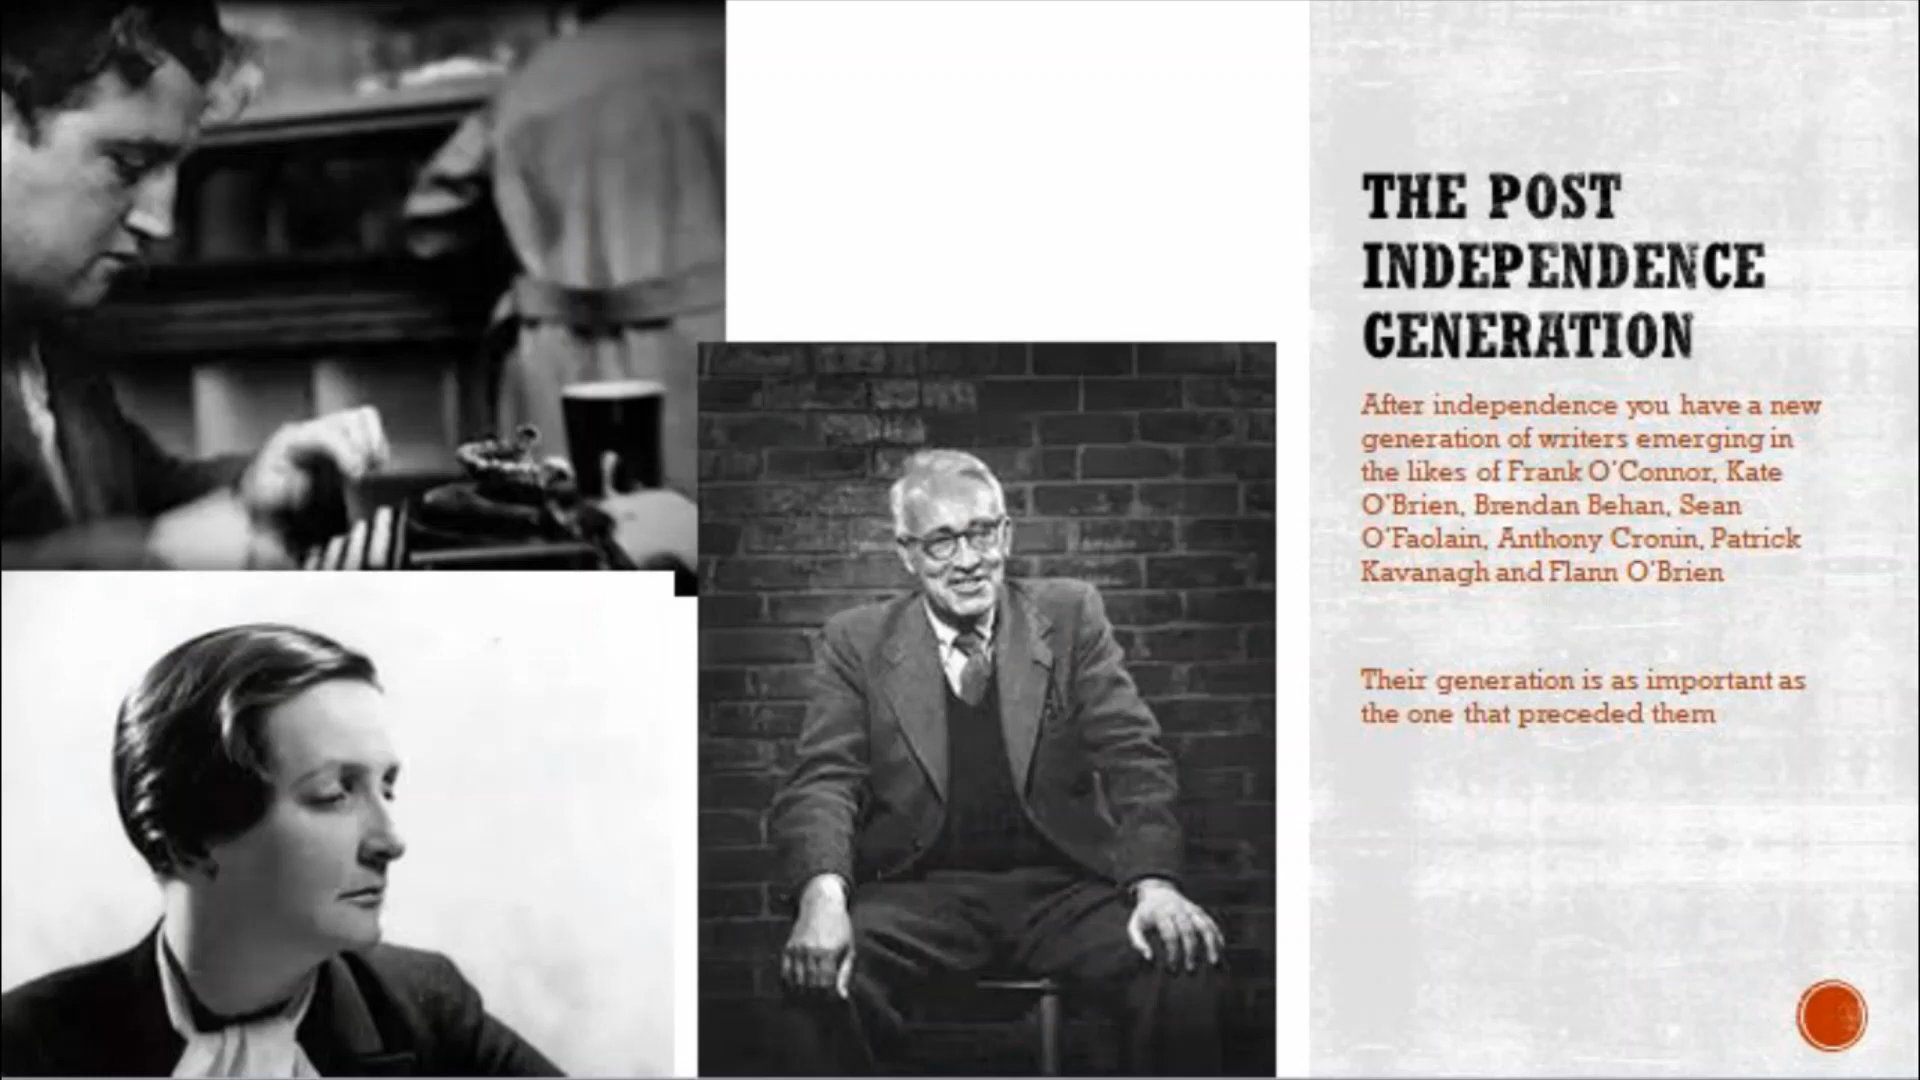 THE POST
INDEPENDENCE
GENERATION
After independence you have a new
generation of writers emerging in
the likes of Frank O'Connor, Kate
O'Brien, Brendan Behan, Sean
O'Faolain, Anthony Cronin, Patrick
Kavanagh and Flann O'Brien
Their generation is as important as
the one that preceded them